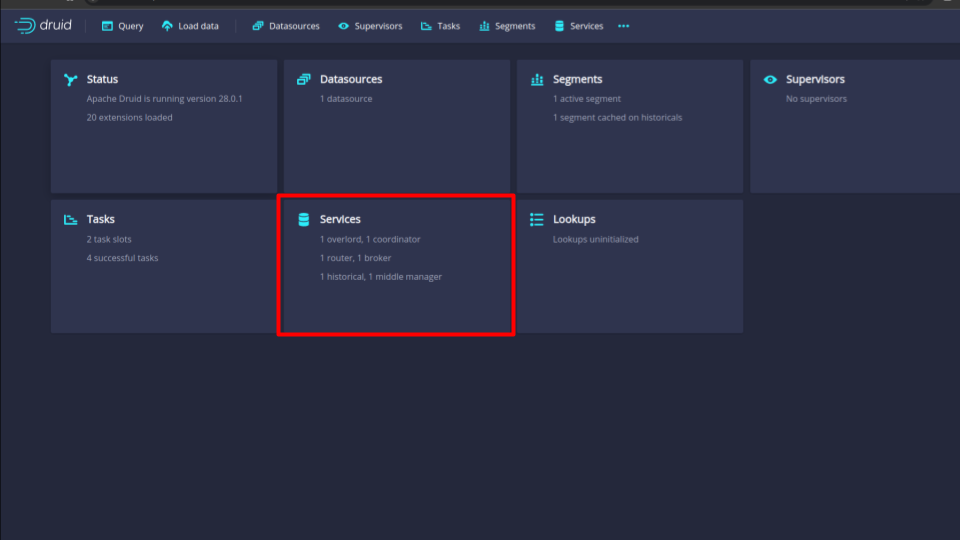 druid Query Load data Datasources Supervisors Tasks Segments Services
Status
Apache Druid is running version 28.0.1
20 extensions loaded
Datasources
1 datasource
Segments
1 active segment
1 segment cached on historicals
Supervisors
No supervisors
Tasks
2 task slots
4 successful tasks
Services
1 overlord, 1 coordinator
1 router, 1 broker
1 historical, 1 middle manager
Lookups
Lookups uninitialized